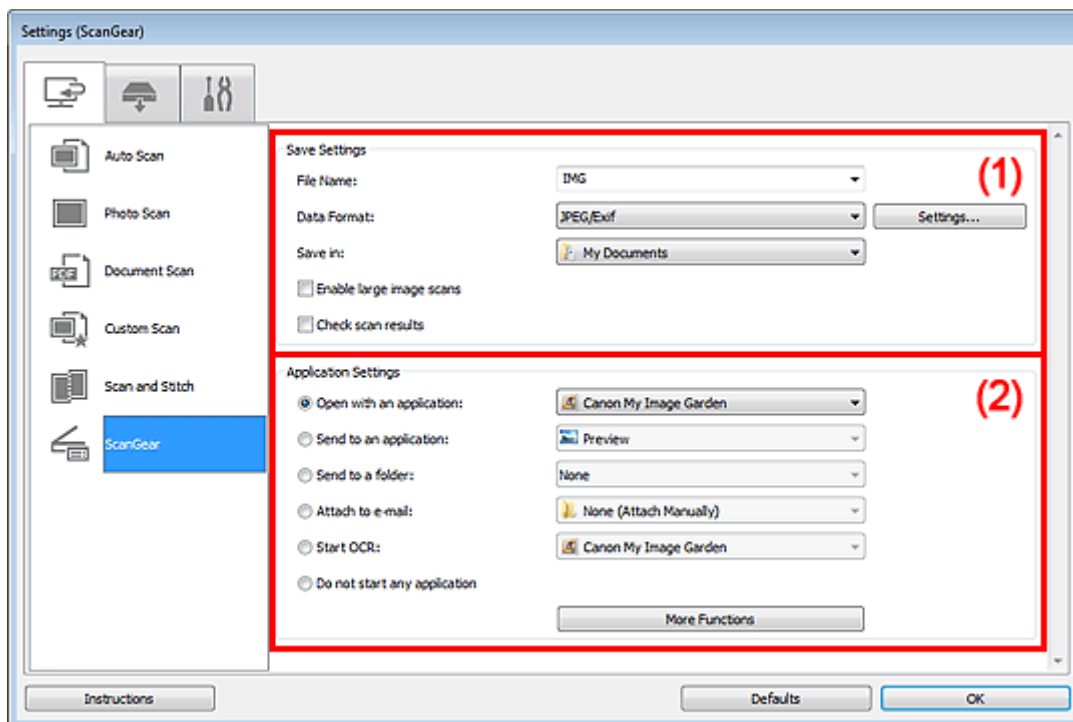 Settings (ScanGear)
Auto Scan
Photo Scan
PDF
Document Scan
Custom Scan
Scan and Stitch
ScanGear
Save Settings
(1)
File Name: IMG
Data Format: JPEG/Exif Settings...
Save in: My Documents
Enable large image scans
Check scan results
Application Settings
(2)
Open with an application: Canon My Image Garden
Send to an application: Preview
Send to a folder: None
Attach to e-mail: None (Attach Manually)
Start OCR: Canon My Image Garden
Do not start any application
More Functions
Instructions Defaults OK